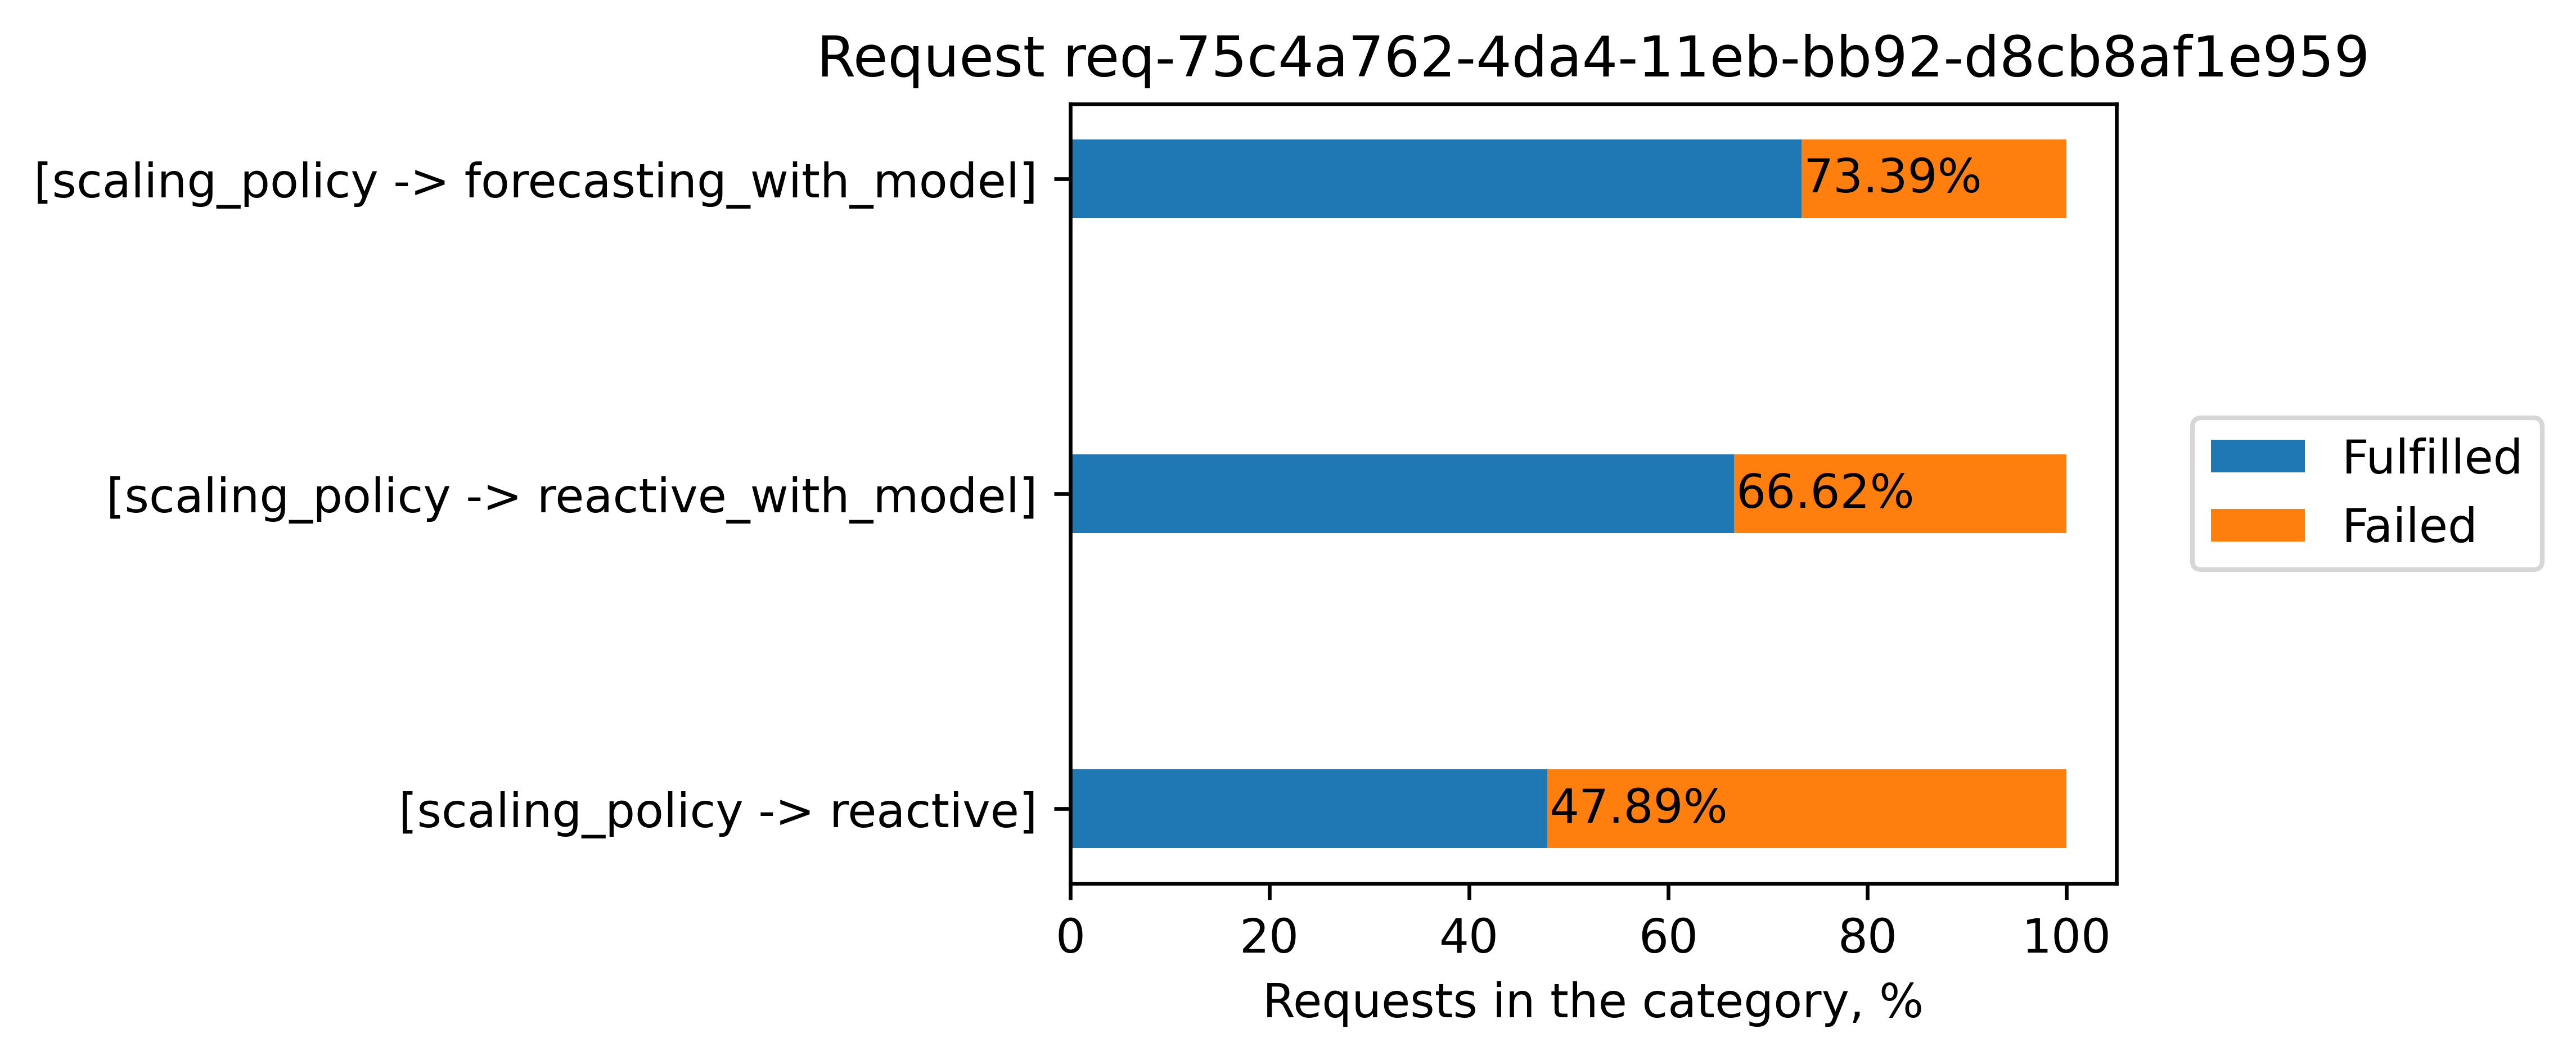 Request req-75c4a762-4da4-11eb-bb92-d8cb8af1e959
[scaling_policy -> forecasting_with_model]
73.39%
[scaling_policy -> reactive_with_model]
66.62%
[scaling_policy -> reactive]
47.89%
0 20 40 60 80 100
Requests in the category, %
Fulfilled
Failed